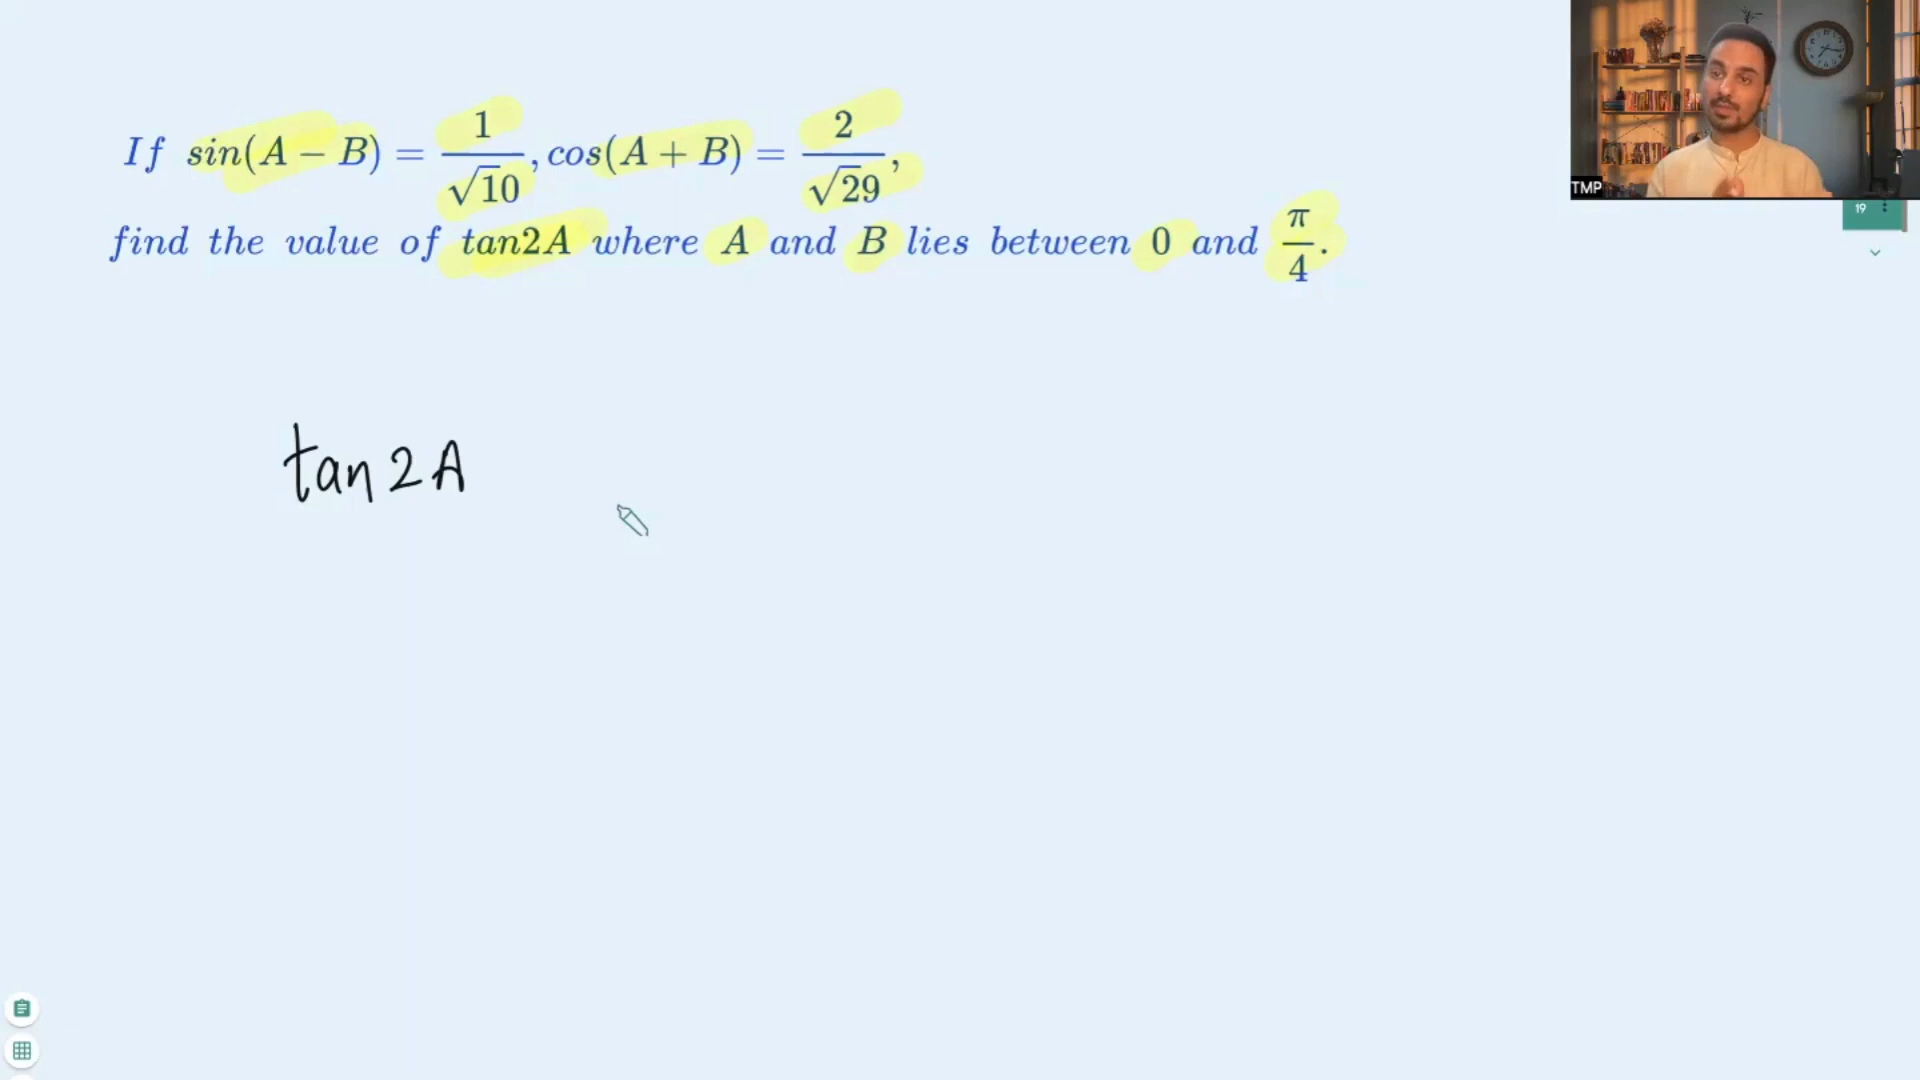 If sin(A − B) = 1/√10, cos(A + B) = 2/√29,
find the value of tan2A where A and B lies between 0 and π/4.
tan 2A
TMP
19